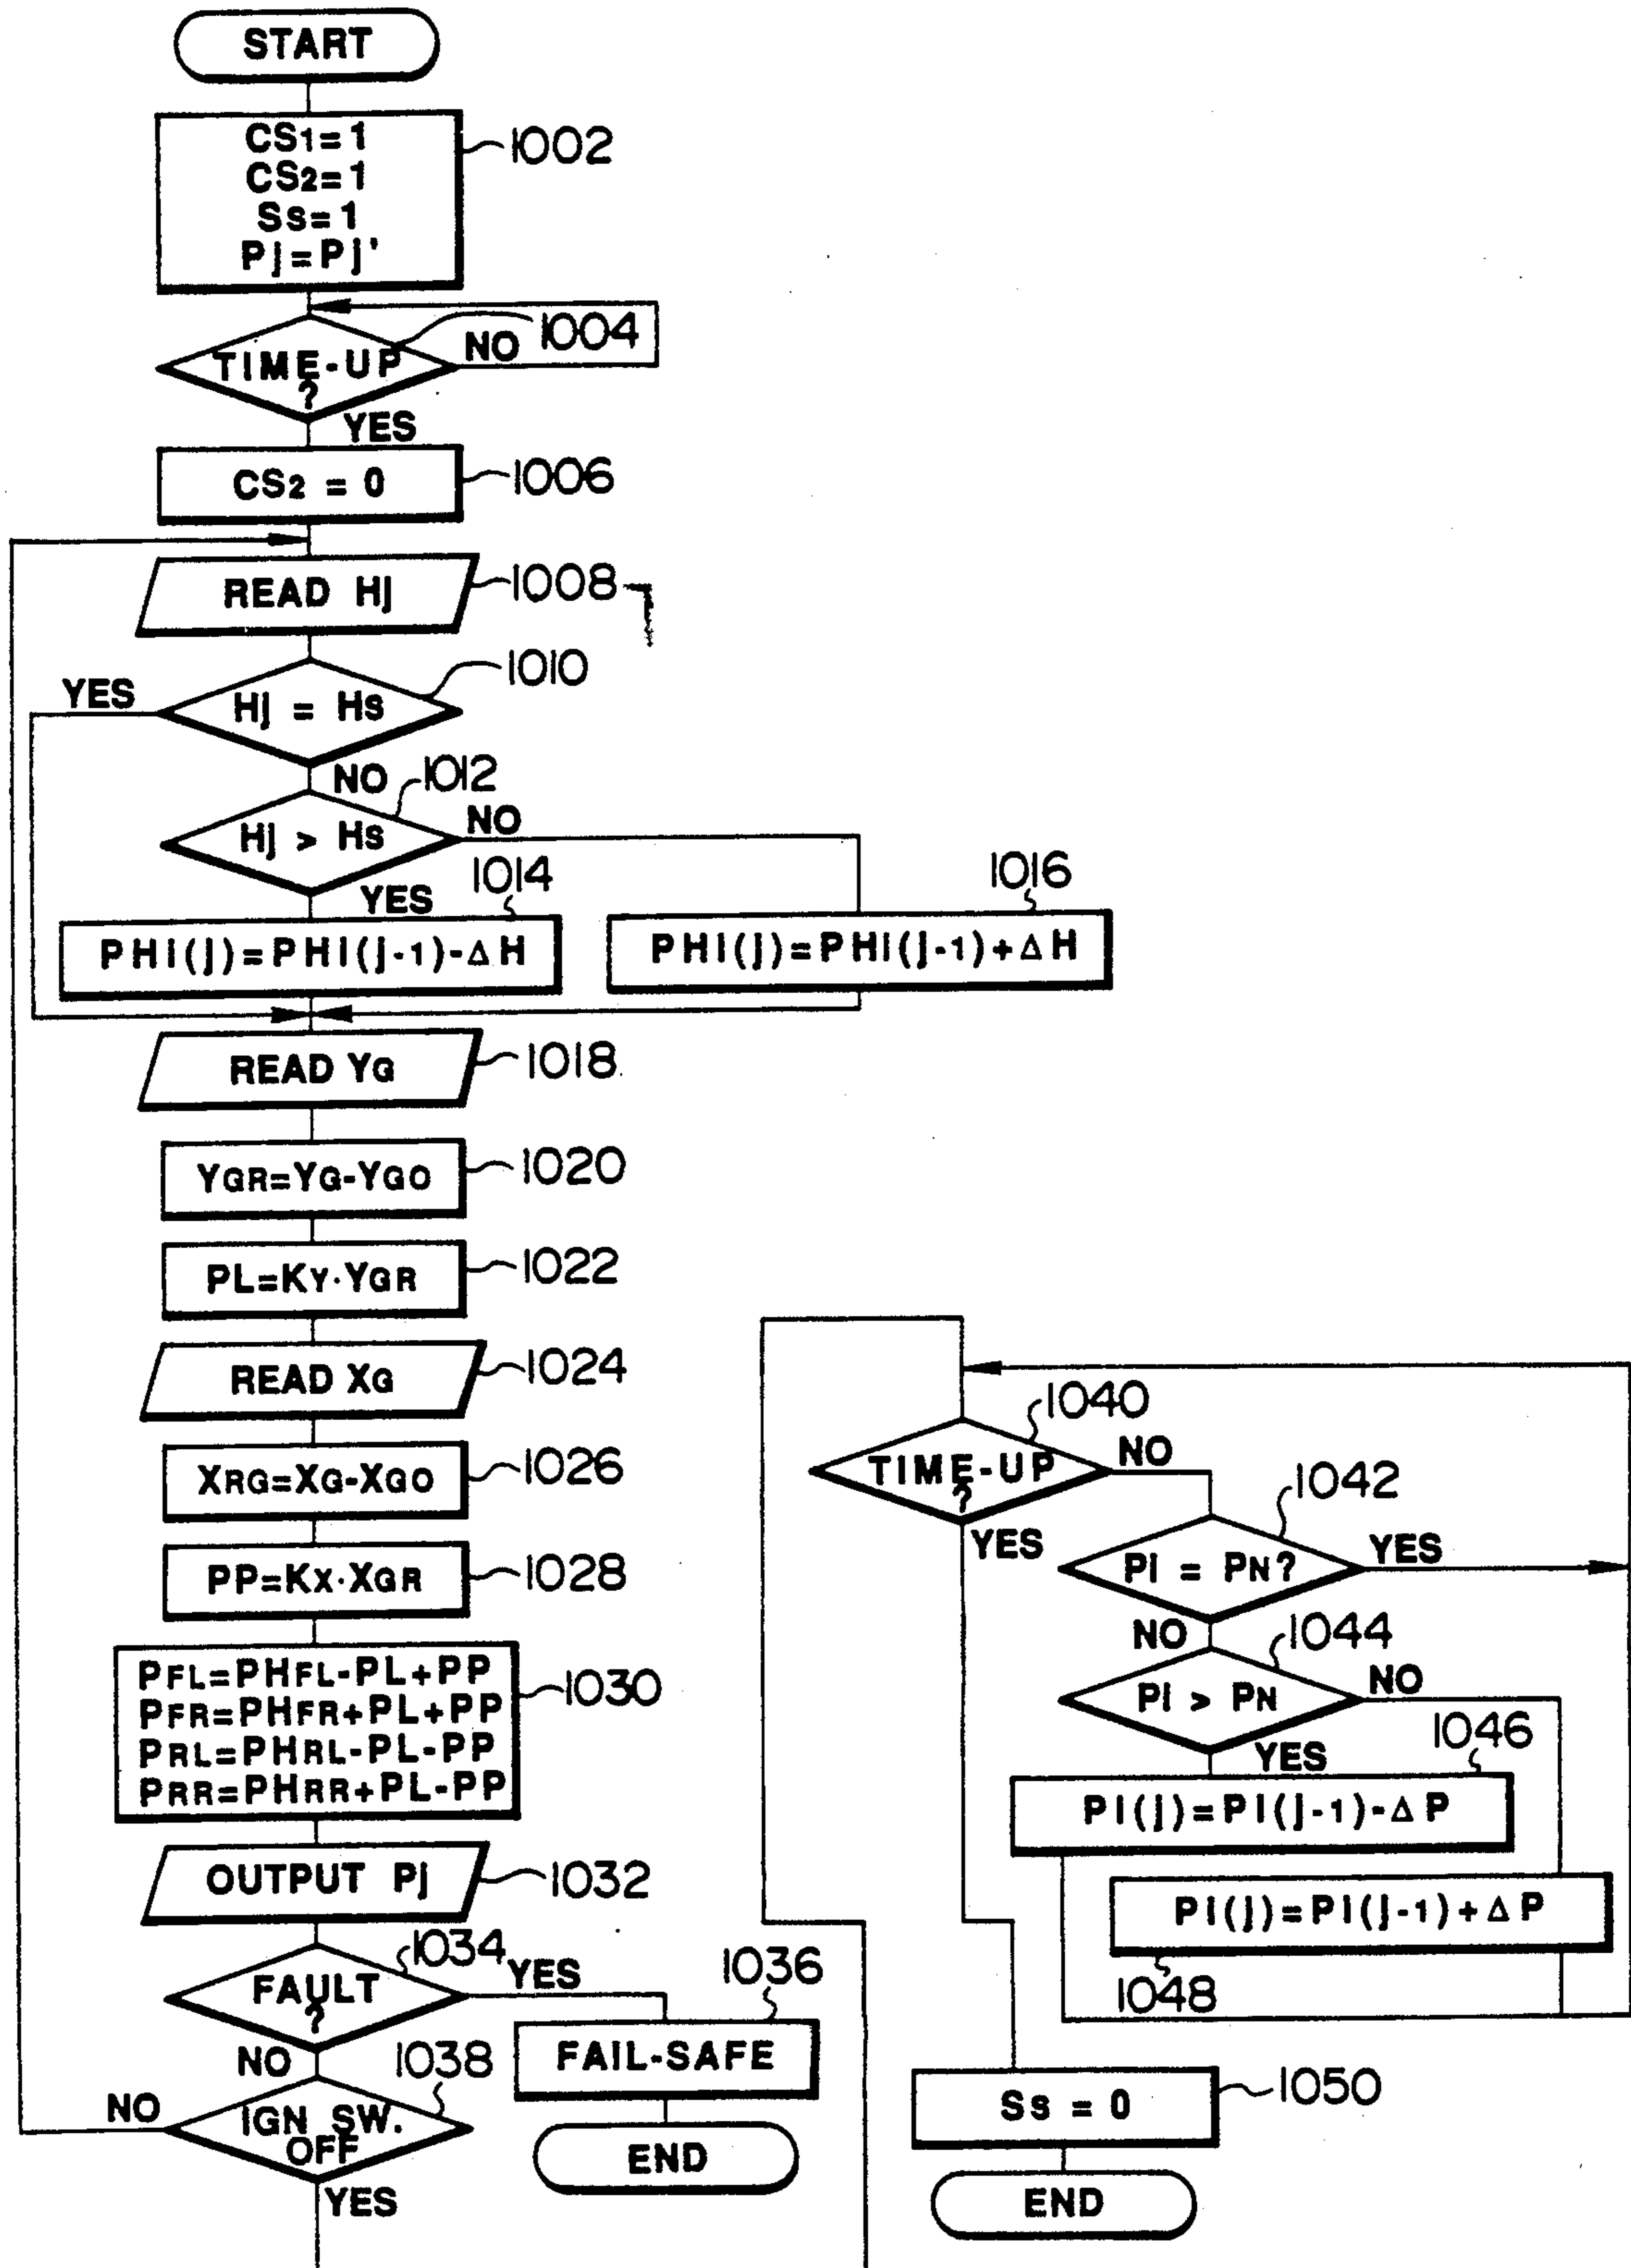 START
CS1=1
CS2=1
Ss=1
Pj=Pj'
1002
TIME-UP
?
1004
NO
YES
CS2 = 0
1006
READ Hj
1008
1010
YES
Hj = Hs
NO
1012
Hj > Hs
NO
YES
1014
1016
PHi(j)=PHi(j-1)-ΔH
PHi(j)=PHi(j-1)+ΔH
READ YG
1018
YGR=YG-YGO
1020
PL=KY·YGR
1022
READ XG
1024
XRG=XG-XGO
1026
PP=KX·XGR
1028
PFL=PHFL-PL+PP
PFR=PHFR+PL+PP
PRL=PHRL-PL-PP
PRR=PHRR+PL-PP
1030
OUTPUT Pj
1032
FAULT
?
1034
YES
1036
NO
FAIL-SAFE
END
1038
NO
IGN SW.
OFF
YES
1040
TIME-UP
?
NO
YES
1042
Pi = PN?
YES
NO
1044
Pi > PN
NO
YES
1046
Pi(j)=Pi(j-1)-ΔP
Pi(j)=Pi(j-1)+ΔP
1048
Ss = 0
1050
END